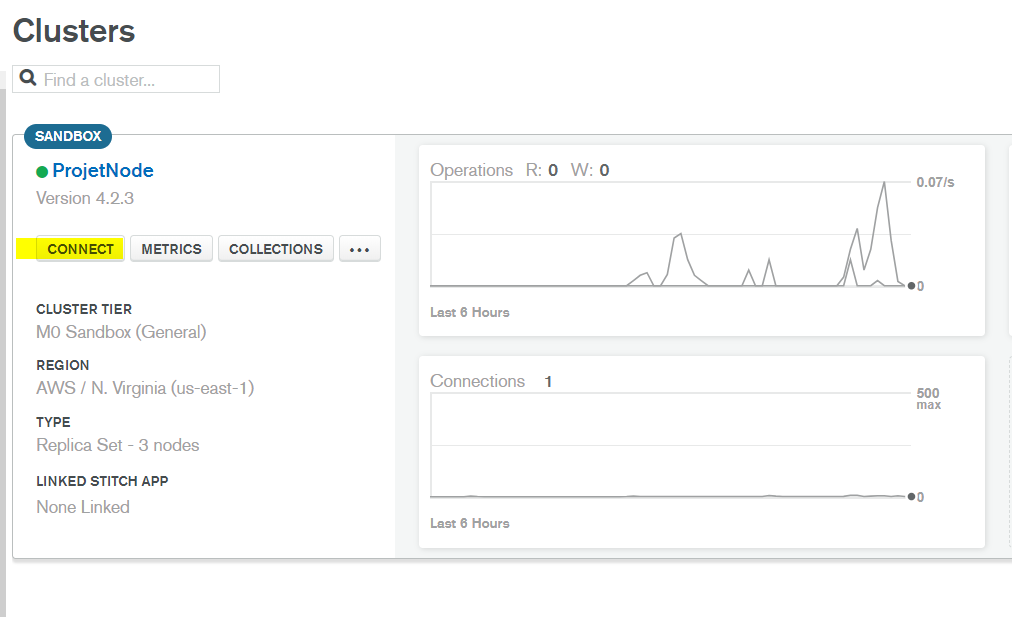 Clusters
Find a cluster...
SANDBOX
ProjetNode
Version 4.2.3
CONNECT METRICS COLLECTIONS •••
CLUSTER TIER
M0 Sandbox (General)
REGION
AWS / N. Virginia (us-east-1)
TYPE
Replica Set - 3 nodes
LINKED STITCH APP
None Linked
Operations R: 0 W: 0
0.07/s
0
Last 6 Hours
Connections 1
500
max
0
Last 6 Hours